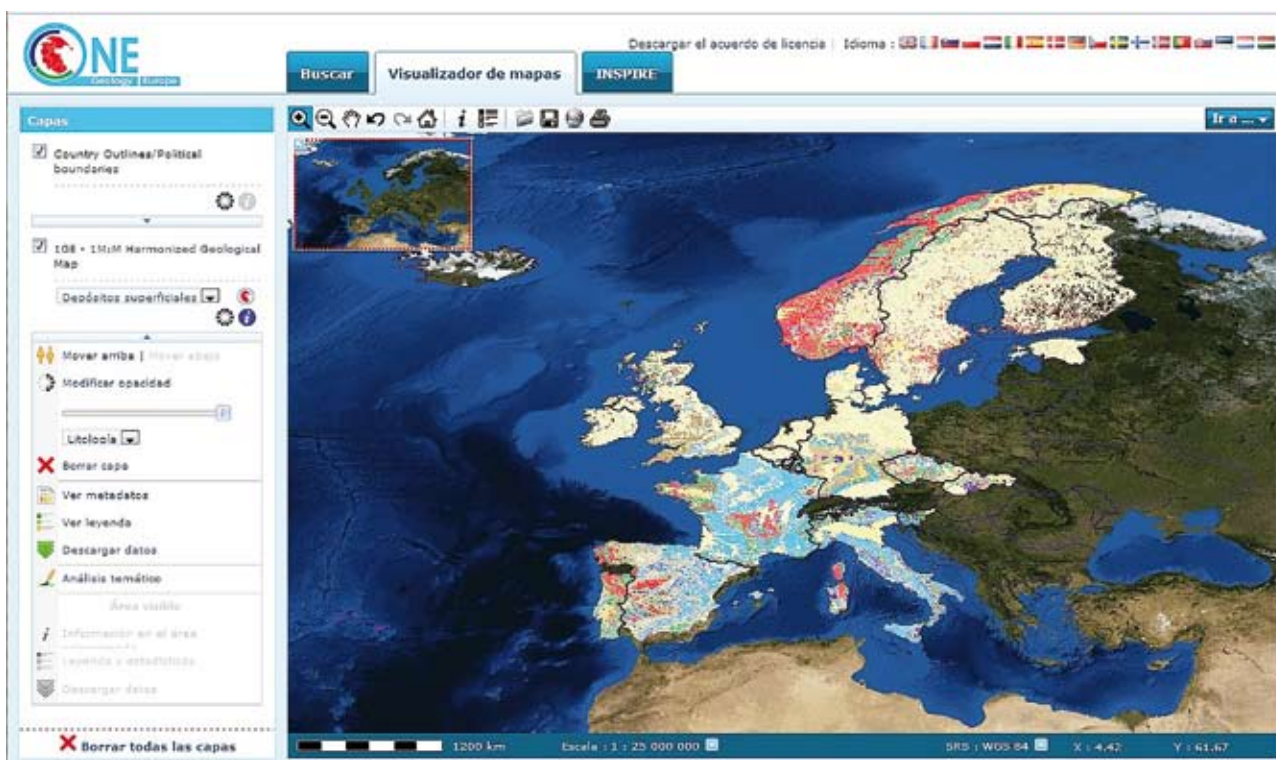 ONE
Geology Europe
Descargar el acuerdo de licencia | Idioma :
Buscar
Visualizador de mapas
INSPIRE
Capas
Ir a ...
Country Outlines/Political
boundaries
1GE - 1M:M Harmonized Geological
Map
Depósitos superficiales
Mover arriba | Mover abajo
Modificar opacidad
Litología
Borrar capa
Ver metadatos
Ver leyenda
Descargar datos
Análisis temático
Área visible
Información en el área
Leyenda y estadísticas
Descargar datos
Borrar todas las capas
1200 km
Escala : 1 : 25 000 000
SRS : WGS 84
X : 4.42
Y : 61.67